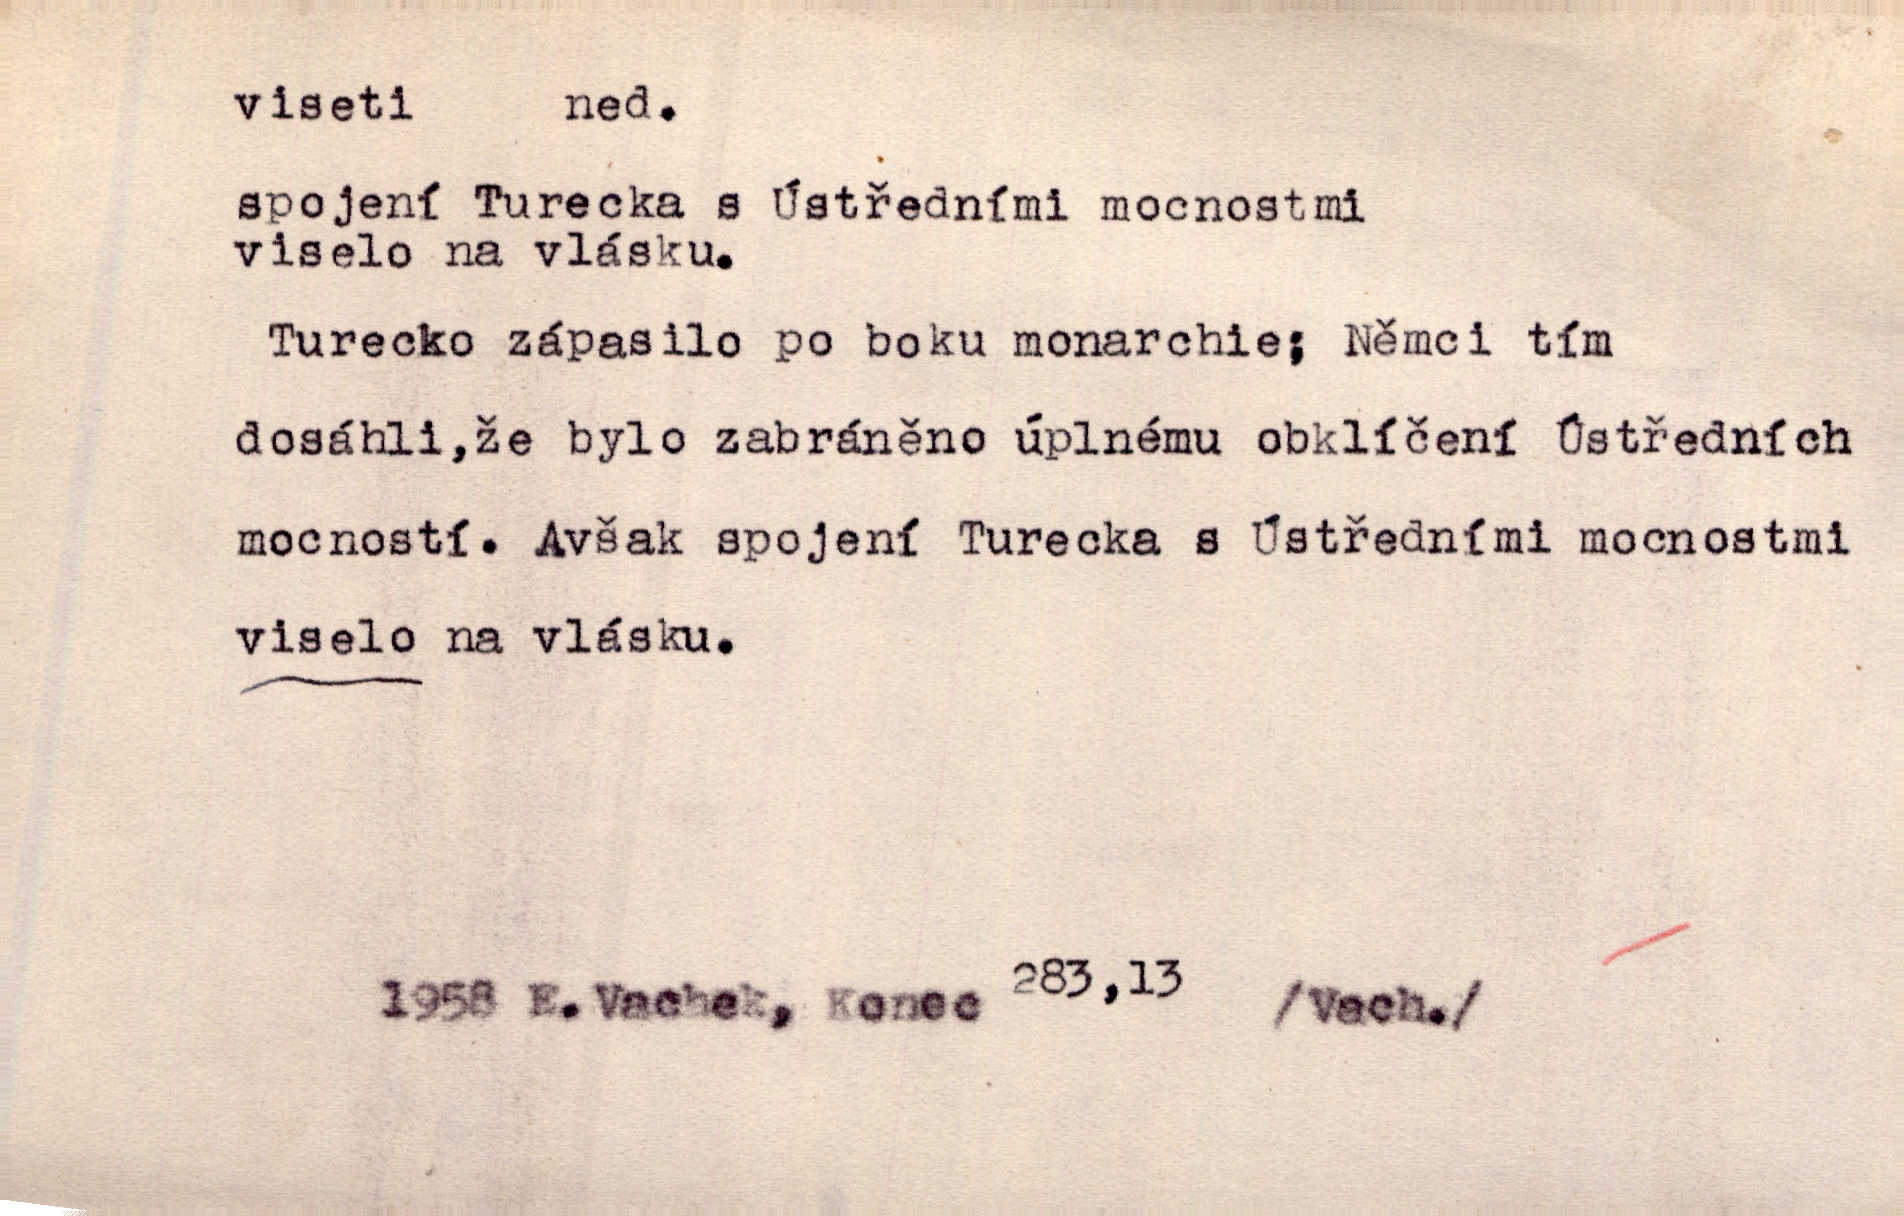 viseti ned.
spojení Turecka s Ústředními mocnostmi
viselo na vlásku.
Turecko zápasilo po boku monarchie; Němci tím
dosáhli,že bylo zabráněno úplnému obklíčení Ústředních
mocností. Avšak spojení Turecka s Ústředními mocnostmi
viselo na vlásku.
1958 E. Vachek, Konec 283,13 /Vach./